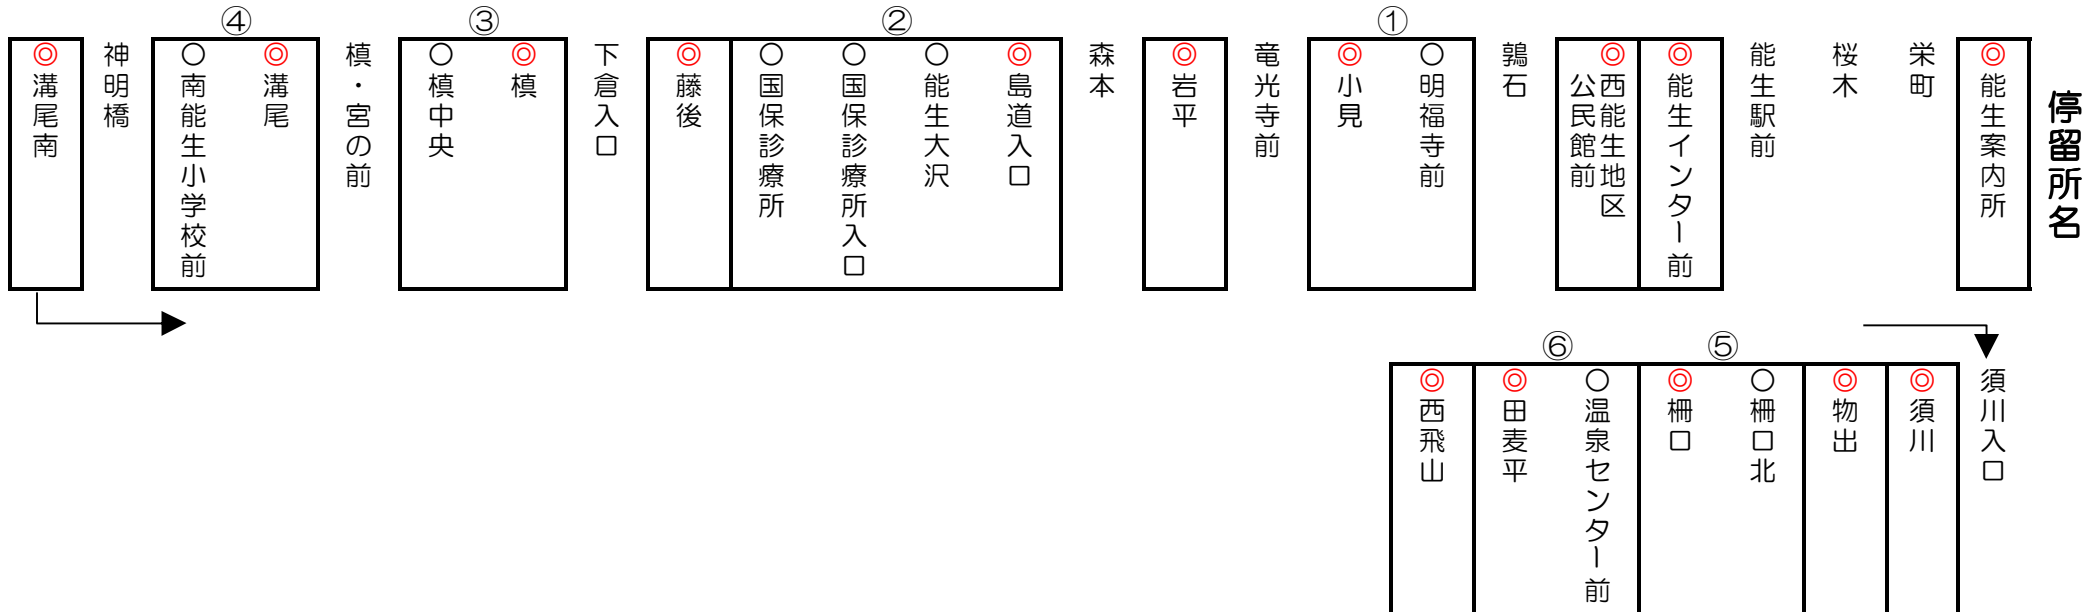 停留所名
◎能生案内所
栄町
桜木
能生駅前
◎能生インター前
◎西能生地区
公民館前
鶉石
①
○明福寺前
◎小見
竜光寺前
◎岩平
森本
②
◎島道入口
○能生大沢
○国保診療所入口
○国保診療所
◎藤後
下倉入口
③
◎槙
○槙中央
槙・宮の前
④
◎溝尾
○南能生小学校前
神明橋
◎溝尾南
須川入口
◎須川
◎物出
⑤
○柵口北
◎柵口
⑥
○温泉センター前
◎田麦平
◎西飛山